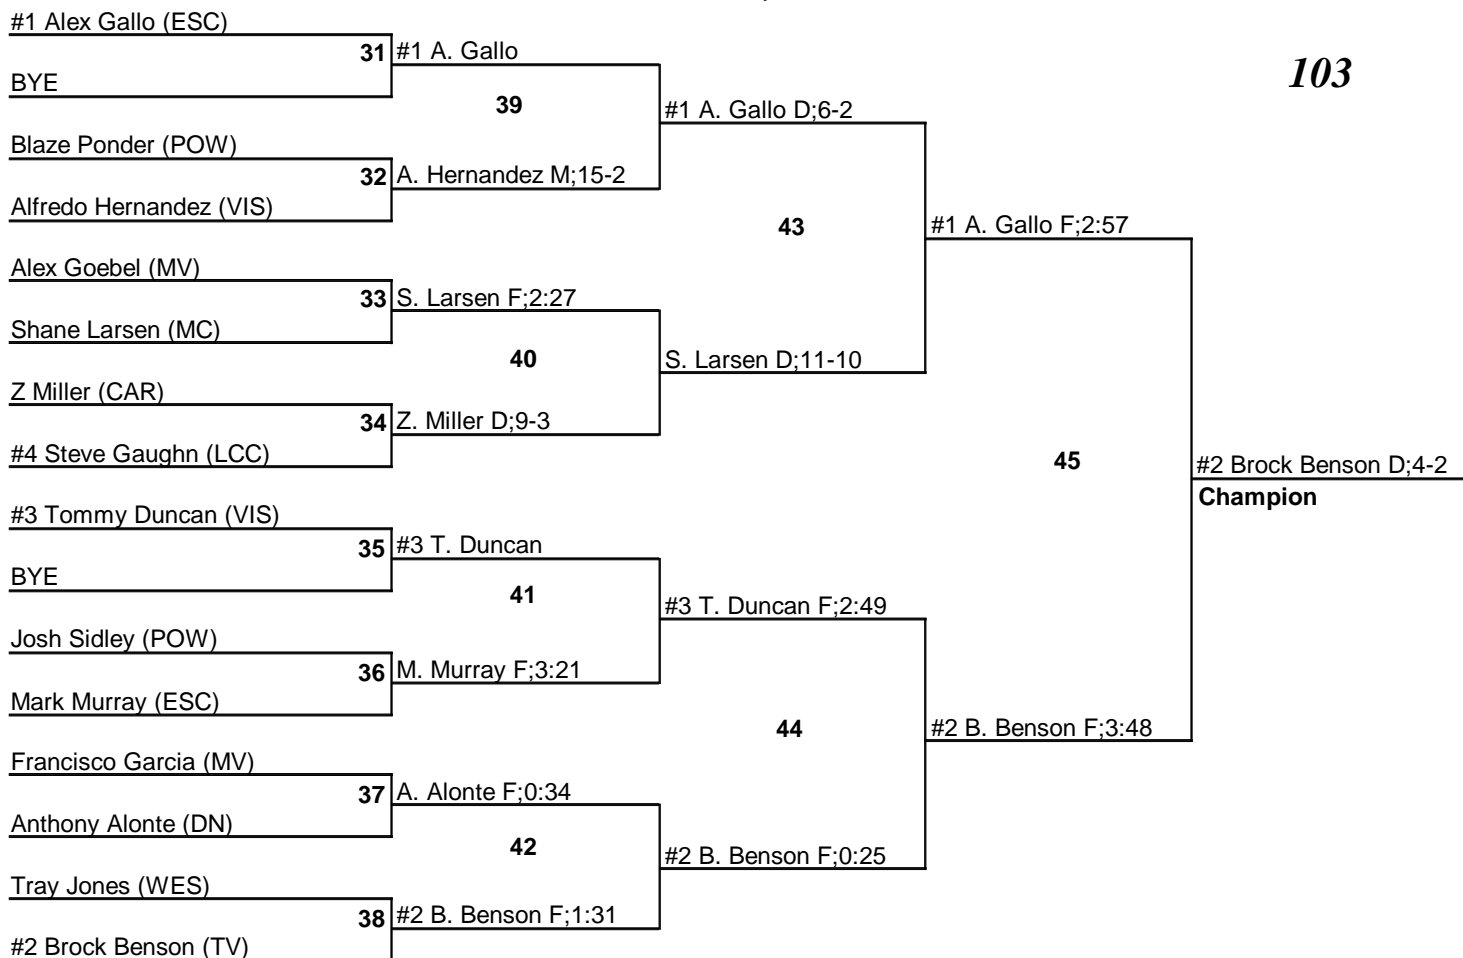 #1 Alex Gallo (ESC)
31 #1 A. Gallo
103
BYE
39
#1 A. Gallo D;6-2
Blaze Ponder (POW)
32 A. Hernandez M;15-2
Alfredo Hernandez (VIS)
43
#1 A. Gallo F;2:57
Alex Goebel (MV)
33 S. Larsen F;2:27
Shane Larsen (MC)
40
S. Larsen D;11-10
Z Miller (CAR)
34 Z. Miller D;9-3
#4 Steve Gaughn (LCC)
45
#2 Brock Benson D;4-2
Champion
#3 Tommy Duncan (VIS)
35 #3 T. Duncan
BYE
41
#3 T. Duncan F;2:49
Josh Sidley (POW)
36 M. Murray F;3:21
Mark Murray (ESC)
44
#2 B. Benson F;3:48
Francisco Garcia (MV)
37 A. Alonte F;0:34
Anthony Alonte (DN)
42
#2 B. Benson F;0:25
Tray Jones (WES)
38 #2 B. Benson F;1:31
#2 Brock Benson (TV)